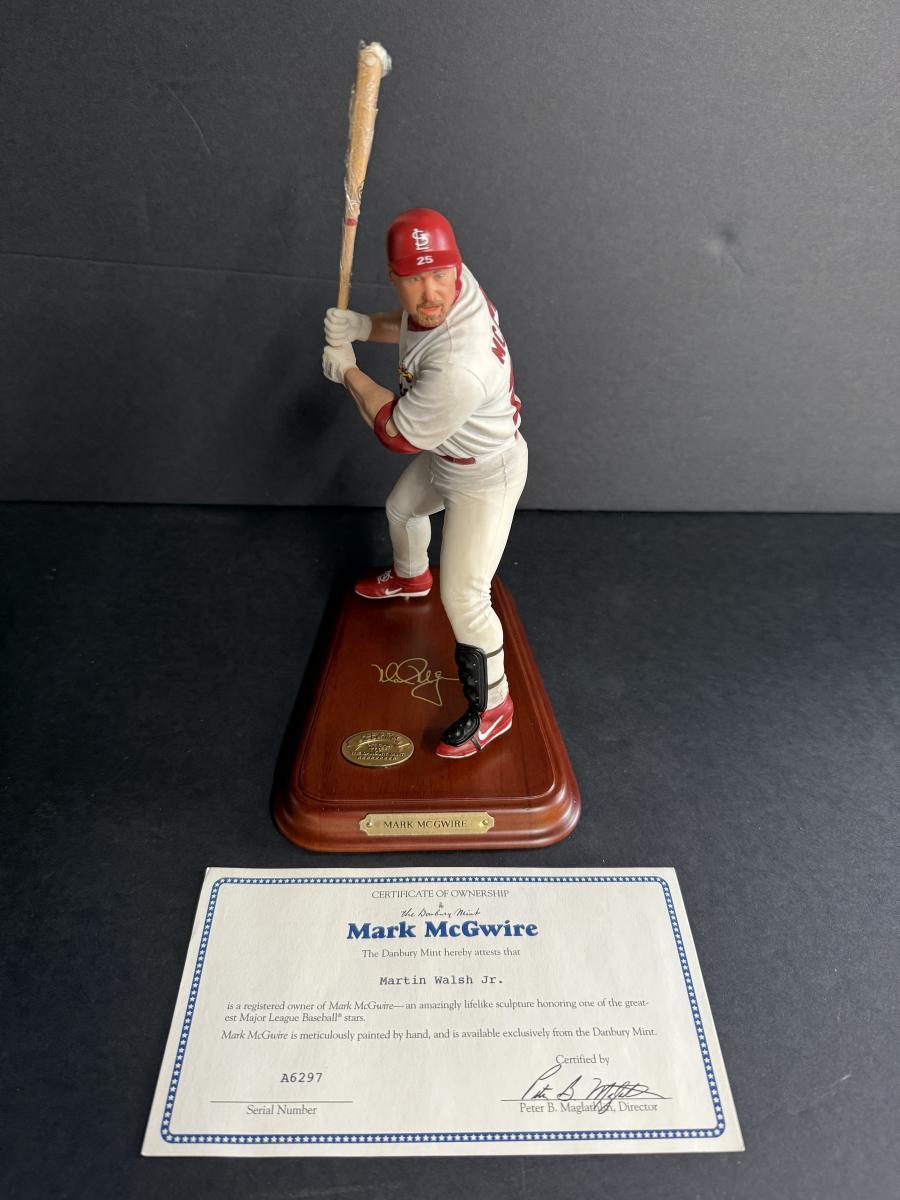 StL
25
MCG
MARK MCGWIRE
CERTIFICATE OF OWNERSHIP
&
the Danbury Mint
Mark McGwire
The Danbury Mint hereby attests that
Martin Walsh Jr.
is a registered owner of Mark McGwire—an amazingly lifelike sculpture honoring one of the great-
est Major League Baseball® stars.
Mark McGwire is meticulously painted by hand, and is available exclusively from the Danbury Mint.
Certified by
A6297
Serial Number
Peter B. Maglathlin, Director